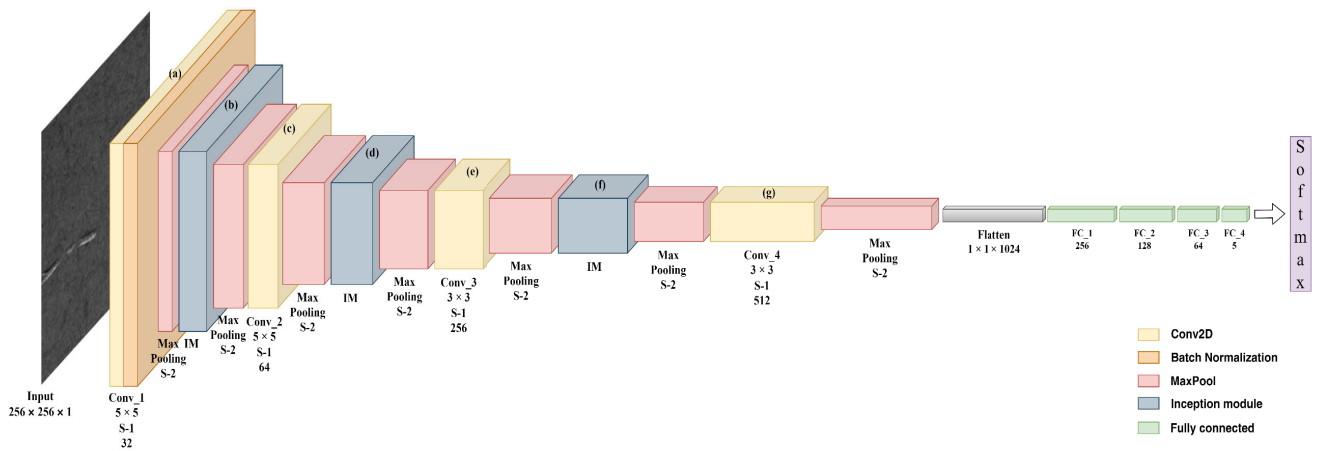 (a)
(b)
(c)
(d)
(e)
(f)
(g)
Input
256 × 256 × 1
Conv_1
5 × 5
S-1
32
Max
Pooling
S-2
IM
Max
Pooling
S-2
Conv_2
5 × 5
S-1
64
Max
Pooling
S-2
IM
Max
Pooling
S-2
Conv_3
3 × 3
S-1
256
Max
Pooling
S-2
IM
Max
Pooling
S-2
Conv_4
3 × 3
S-1
512
Max
Pooling
S-2
Flatten
1 × 1 × 1024
FC_1
256
FC_2
128
FC_3
64
FC_4
5
Softmax
Conv2D
Batch Normalization
MaxPool
Inception module
Fully connected